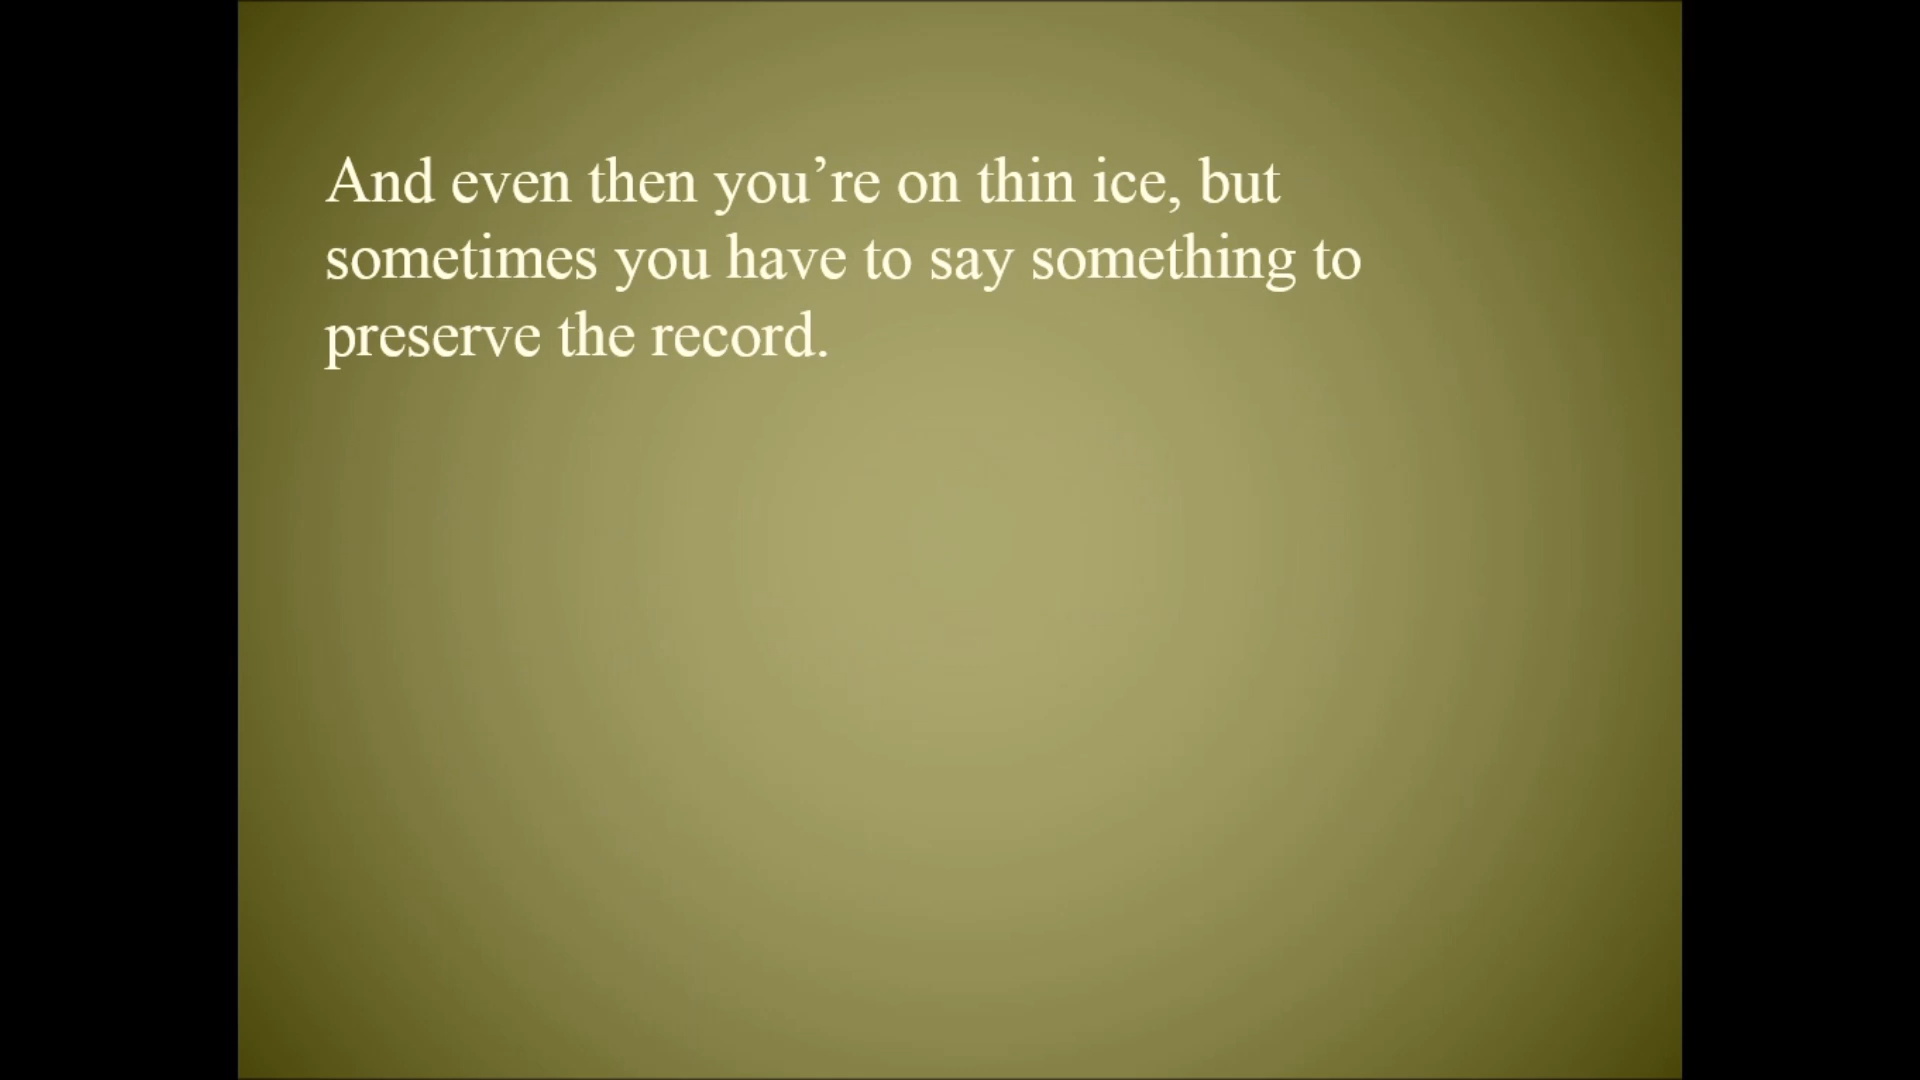 And even then you’re on thin ice, but
sometimes you have to say something to
preserve the record.